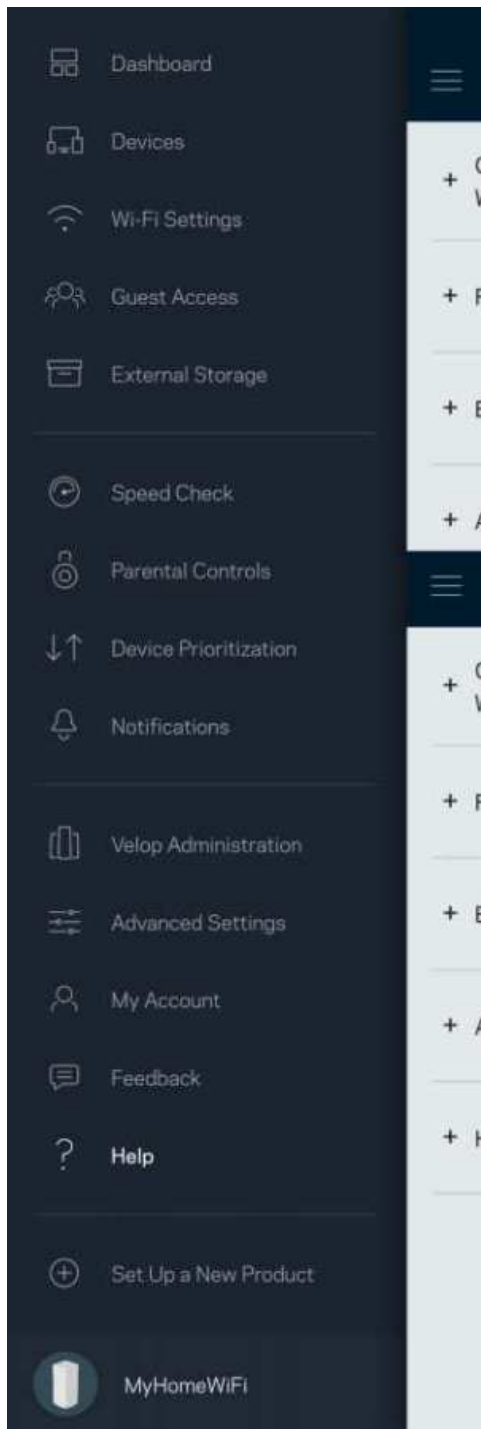 Dashboard
Devices
Wi-Fi Settings
Guest Access
External Storage
Speed Check
Parental Controls
Device Prioritization
Notifications
Velop Administration
Advanced Settings
My Account
Feedback
Help
Set Up a New Product
MyHomeWiFi